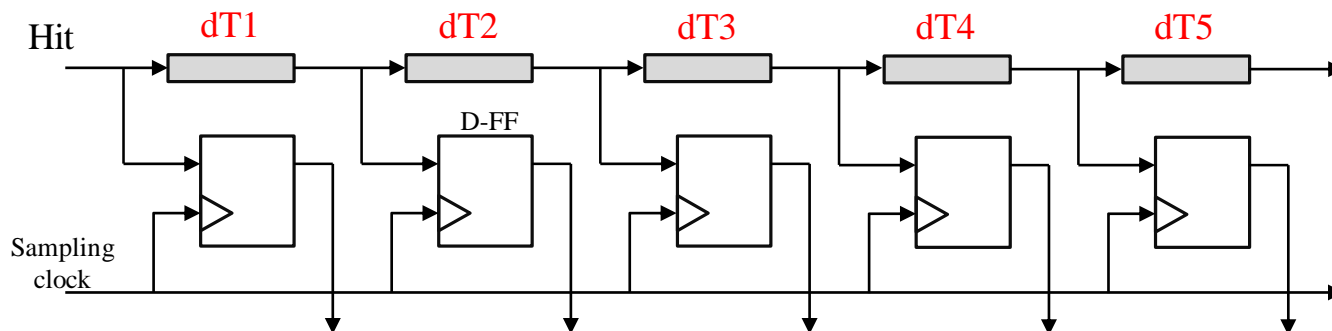 dT1 dT2 dT3 dT4 dT5
Hit
D-FF
Sampling
clock